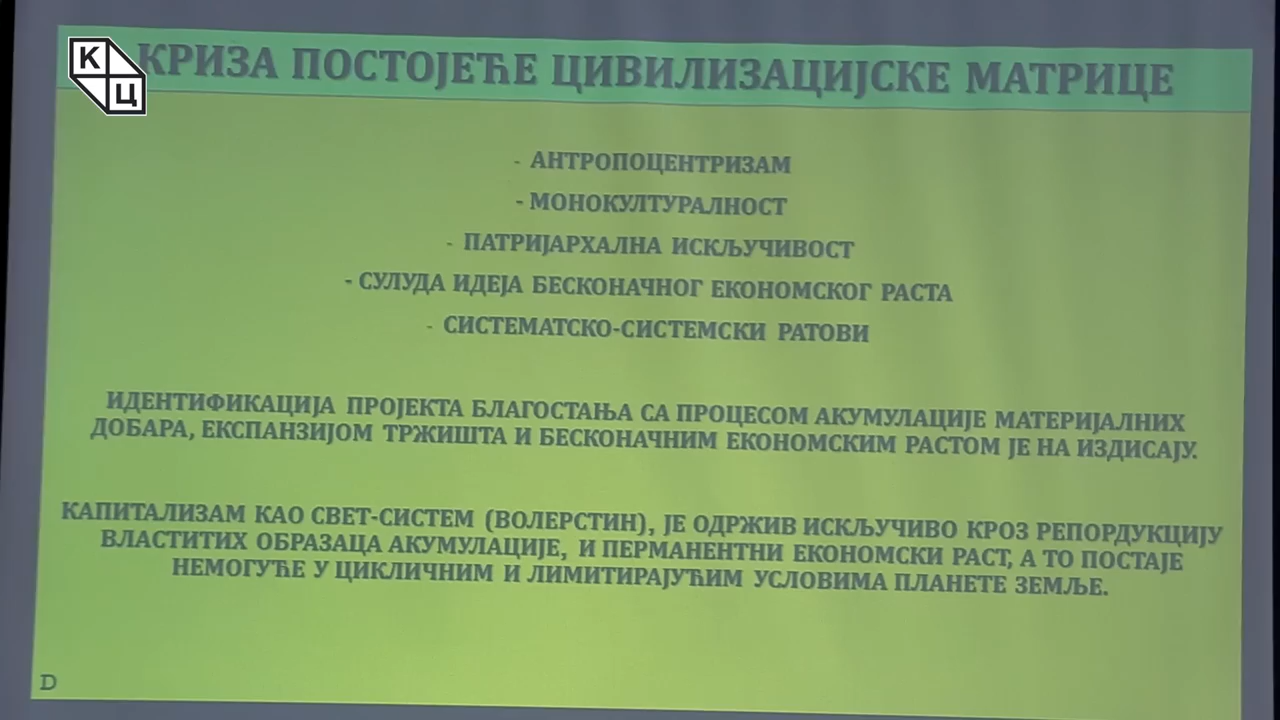 К
Ц
КРИЗА ПОСТОЈЕЋЕ ЦИВИЛИЗАЦИЈСКЕ МАТРИЦЕ
- АНТРОПОЦЕНТРИЗАМ
- МОНОКУЛТУРАЛНОСТ
- ПАТРИЈАРХАЛНА ИСКЉУЧИВОСТ
- СУЛУДА ИДЕЈА БЕСКОНАЧНОГ ЕКОНОМСКОГ РАСТА
- СИСТЕМАТСКО-СИСТЕМСКИ РАТОВИ
ИДЕНТИФИКАЦИЈА ПРОЈЕКТА БЛАГОСТАЊА СА ПРОЦЕСОМ АКУМУЛАЦИЈЕ МАТЕРИЈАЛНИХ
ДОБАРА, ЕКСПАНЗИЈОМ ТРЖИШТА И БЕСКОНАЧНИМ ЕКОНОМСКИМ РАСТОМ ЈЕ НА ИЗДИСАЈУ.
КАПИТАЛИЗАМ КАО СВЕТ-СИСТЕМ (ВОЛЕРСТИН), ЈЕ ОДРЖИВ ИСКЉУЧИВО КРОЗ РЕПОРДУКЦИЈУ
ВЛАСТИТИХ ОБРАЗАЦА АКУМУЛАЦИЈЕ, И ПЕРМАНЕНТНИ ЕКОНОМСКИ РАСТ, А ТО ПОСТАЈЕ
НЕМОГУЋЕ У ЦИКЛИЧНИМ И ЛИМИТИРАЈУЋИМ УСЛОВИМА ПЛАНЕТЕ ЗЕМЉЕ.
D